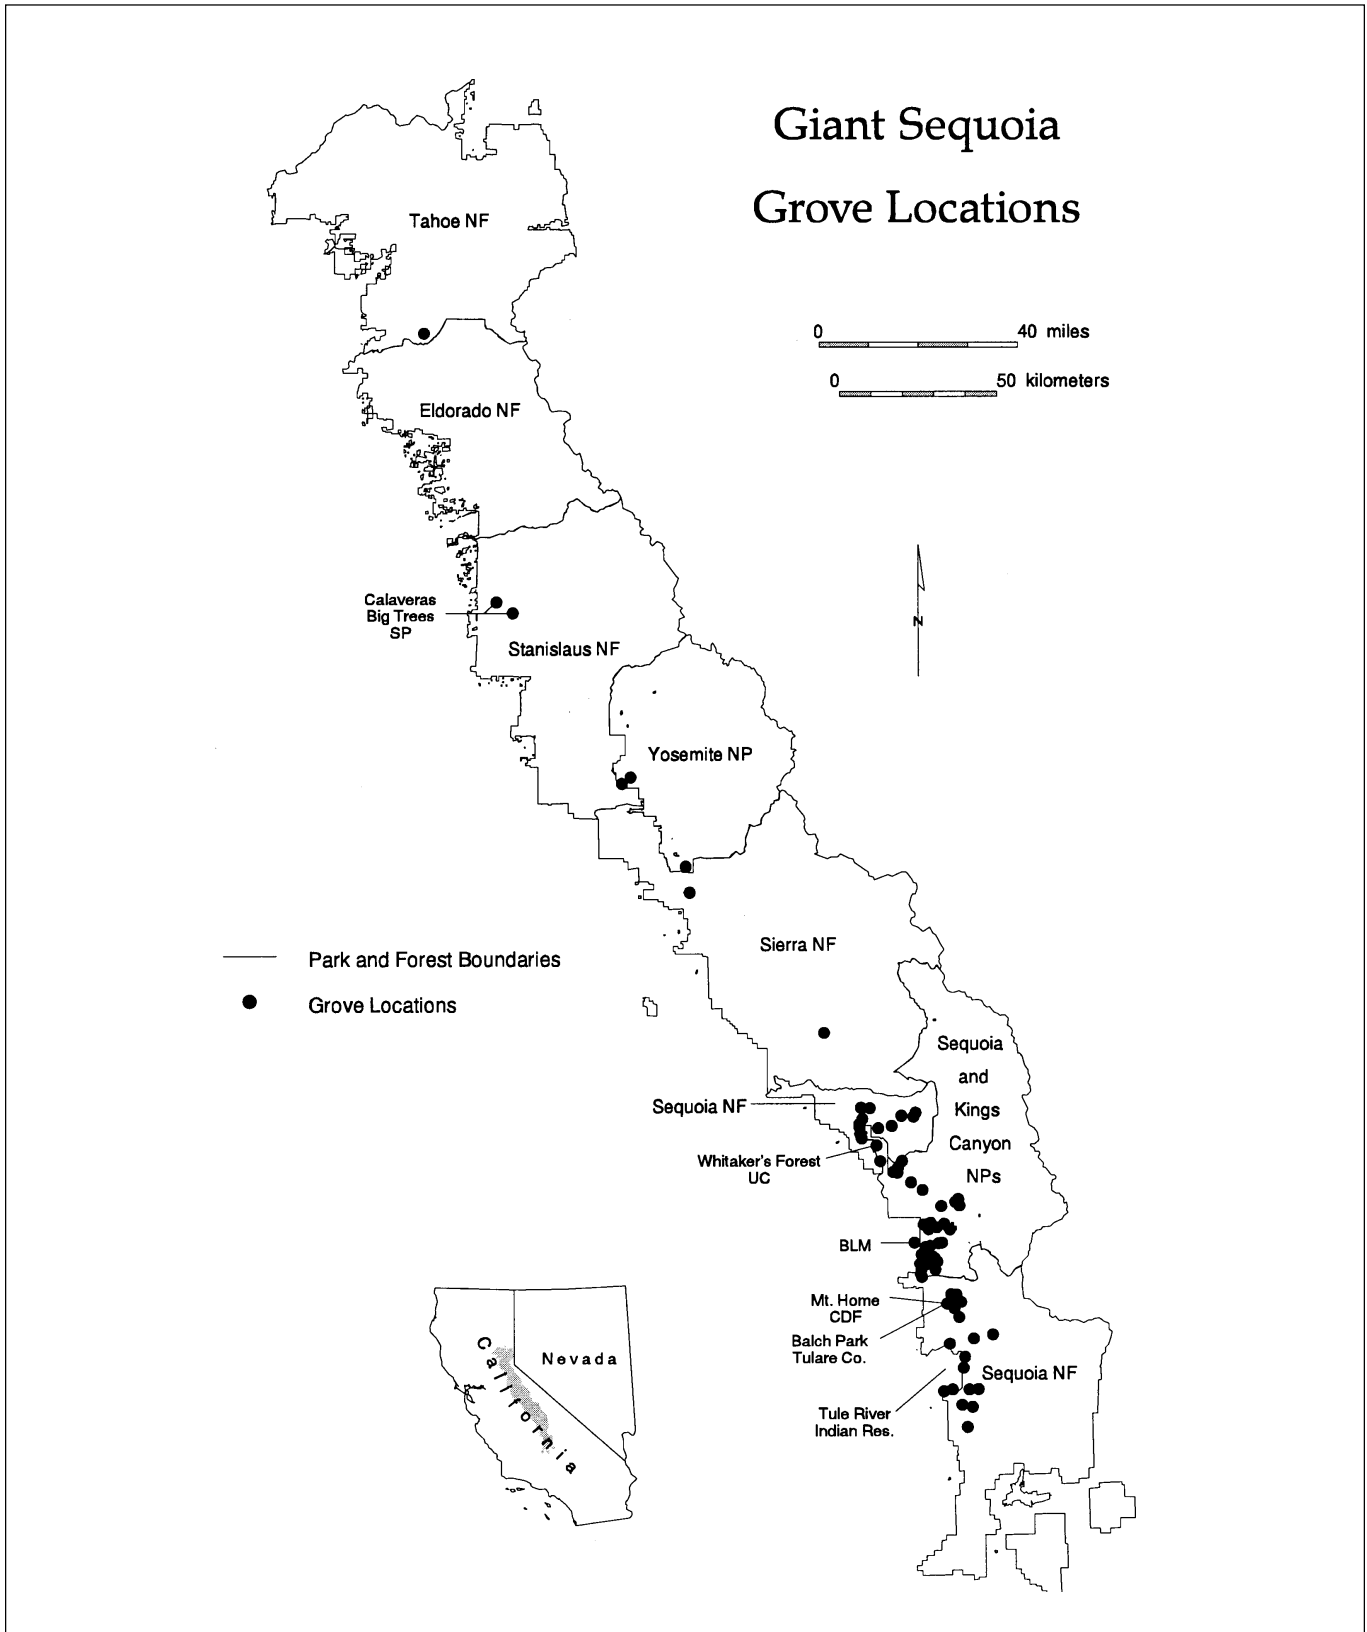 Giant Sequoia
Grove Locations
Tahoe NF
0 40 miles
0 50 kilometers
Eldorado NF
Calaveras
Big Trees
SP
N
Stanislaus NF
Yosemite NP
Sierra NF
Park and Forest Boundaries
Grove Locations
Sequoia
and
Kings
Canyon
NPs
Sequoia NF
Whitaker's Forest
UC
BLM
Mt. Home
CDF
Balch Park
Tulare Co.
Sequoia NF
Tule River
Indian Res.
California
Nevada